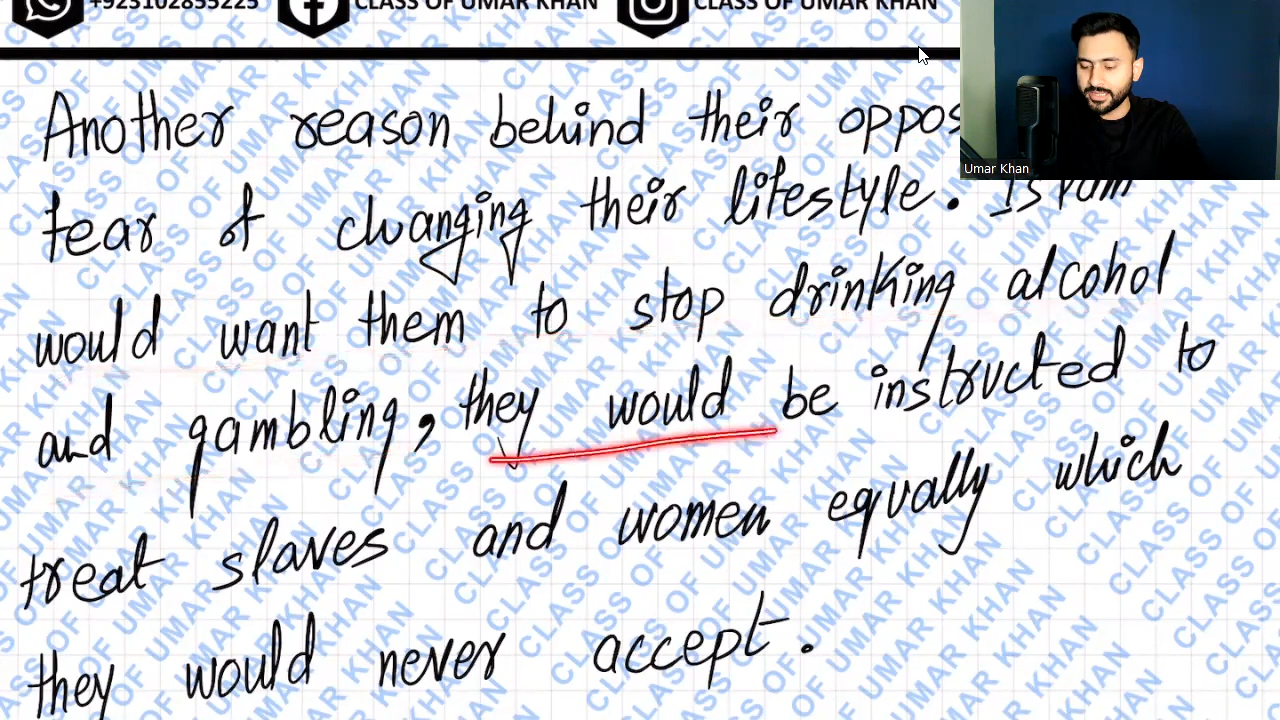 +923102855225 CLASS OF UMAR KHAN CLASS OF UMAR KHAN
Umar Khan
Another reason behind their
fear of changing their lifestyle. Islam
would want them to stop drinking alcohol
and gambling, they would be instructed to
treat slaves and women equally which
they would never accept.